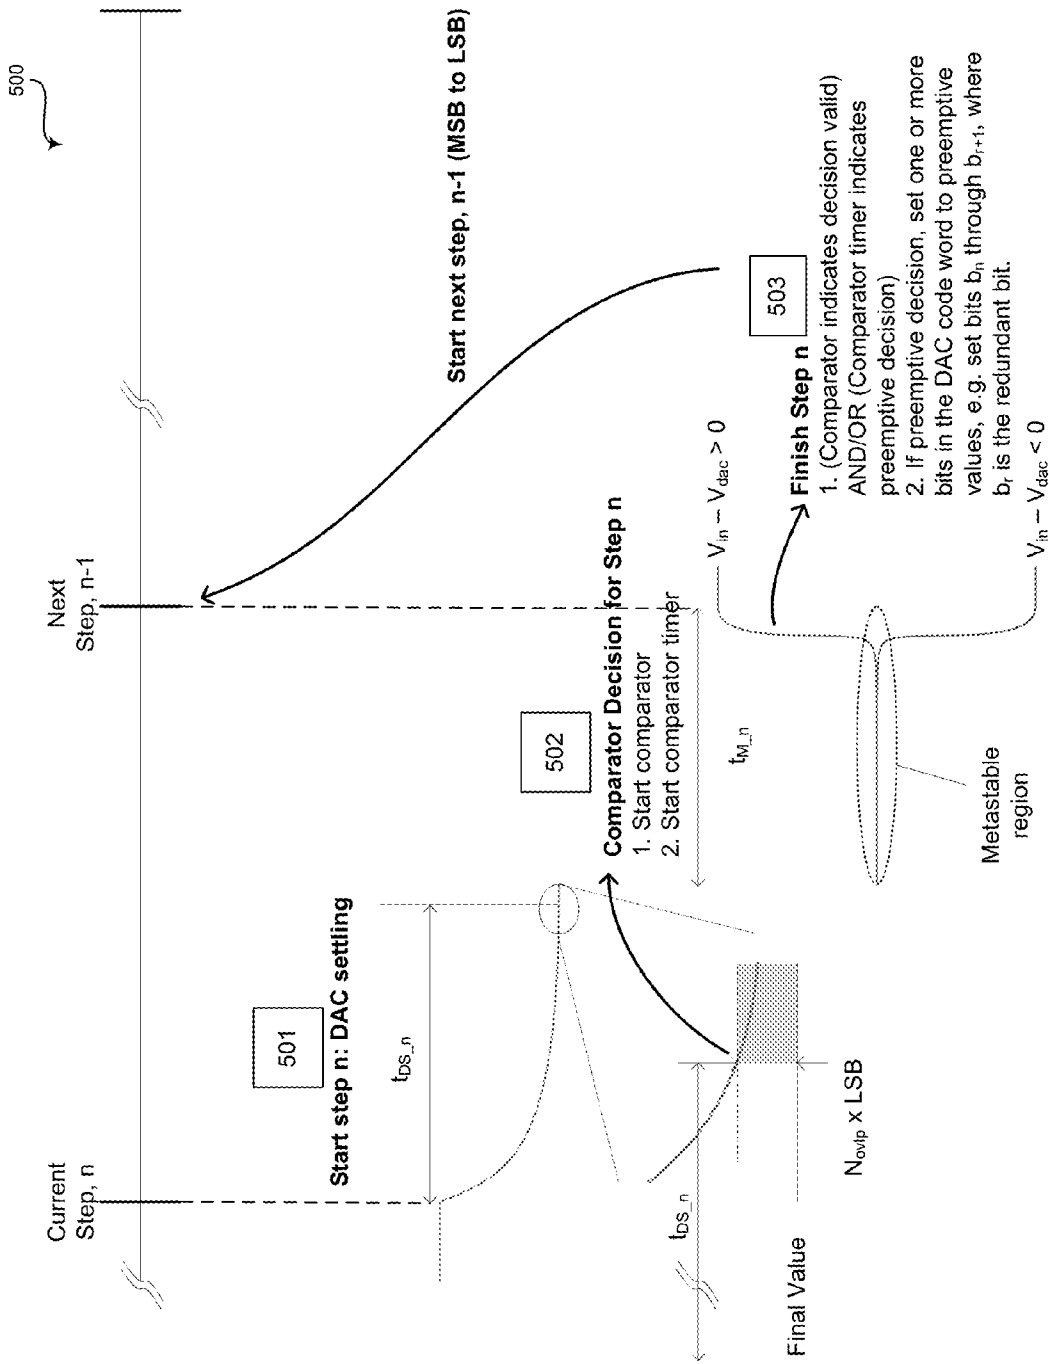 500
Current
Step, n
Next
Step, n-1
Start next step, n-1 (MSB to LSB)
501
Start step n: DAC settling
t_DS_n
502
Comparator Decision for Step n
1. Start comparator
2. Start comparator timer
t_M_n
t_DS_n
Final Value
N_ovlp x LSB
Metastable
region
V_in – V_dac > 0
V_in – V_dac < 0
503
Finish Step n
1. (Comparator indicates decision valid)
AND/OR (Comparator timer indicates
preemptive decision)
2. If preemptive decision, set one or more
bits in the DAC code word to preemptive
values, e.g. set bits b_n through b_r+1, where
b_r is the redundant bit.